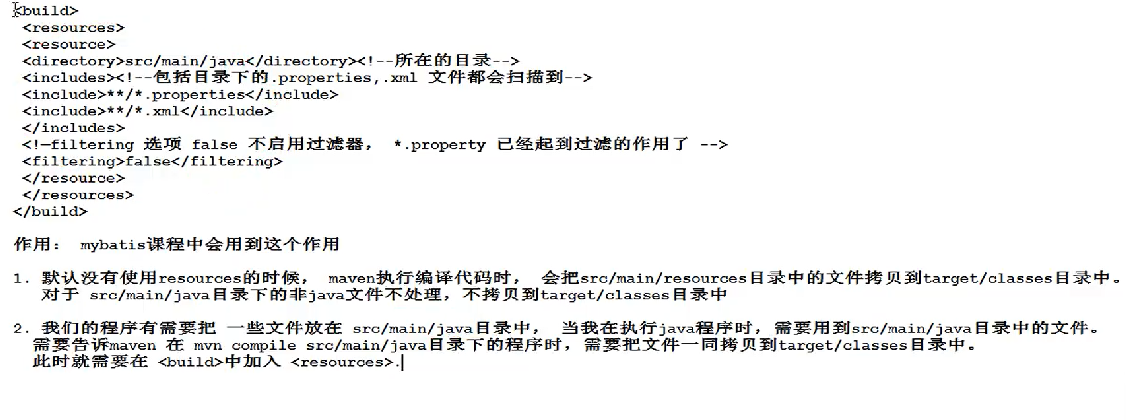 <build>
<resources>
<resource>
<directory>src/main/java</directory><!--所在的目录-->
<includes><!--包括目录下的.properties,.xml 文件都会扫描到-->
<include>**/*.properties</include>
<include>**/*.xml</include>
</includes>
<!—filtering 选项 false 不启用过滤器， *.property 已经起到过滤的作用了 -->
<filtering>false</filtering>
</resource>
</resources>
</build>
作用： mybatis课程中会用到这个作用
1. 默认没有使用resources的时候， maven执行编译代码时， 会把src/main/resources目录中的文件拷贝到target/classes目录中。
对于 src/main/java目录下的非java文件不处理，不拷贝到target/classes目录中
2. 我们的程序有需要把 一些文件放在 src/main/java目录中， 当我在执行java程序时，需要用到src/main/java目录中的文件。
需要告诉maven 在 mvn compile src/main/java目录下的程序时，需要把文件一同拷贝到target/classes目录中。
此时就需要在 <build>中加入 <resources>.